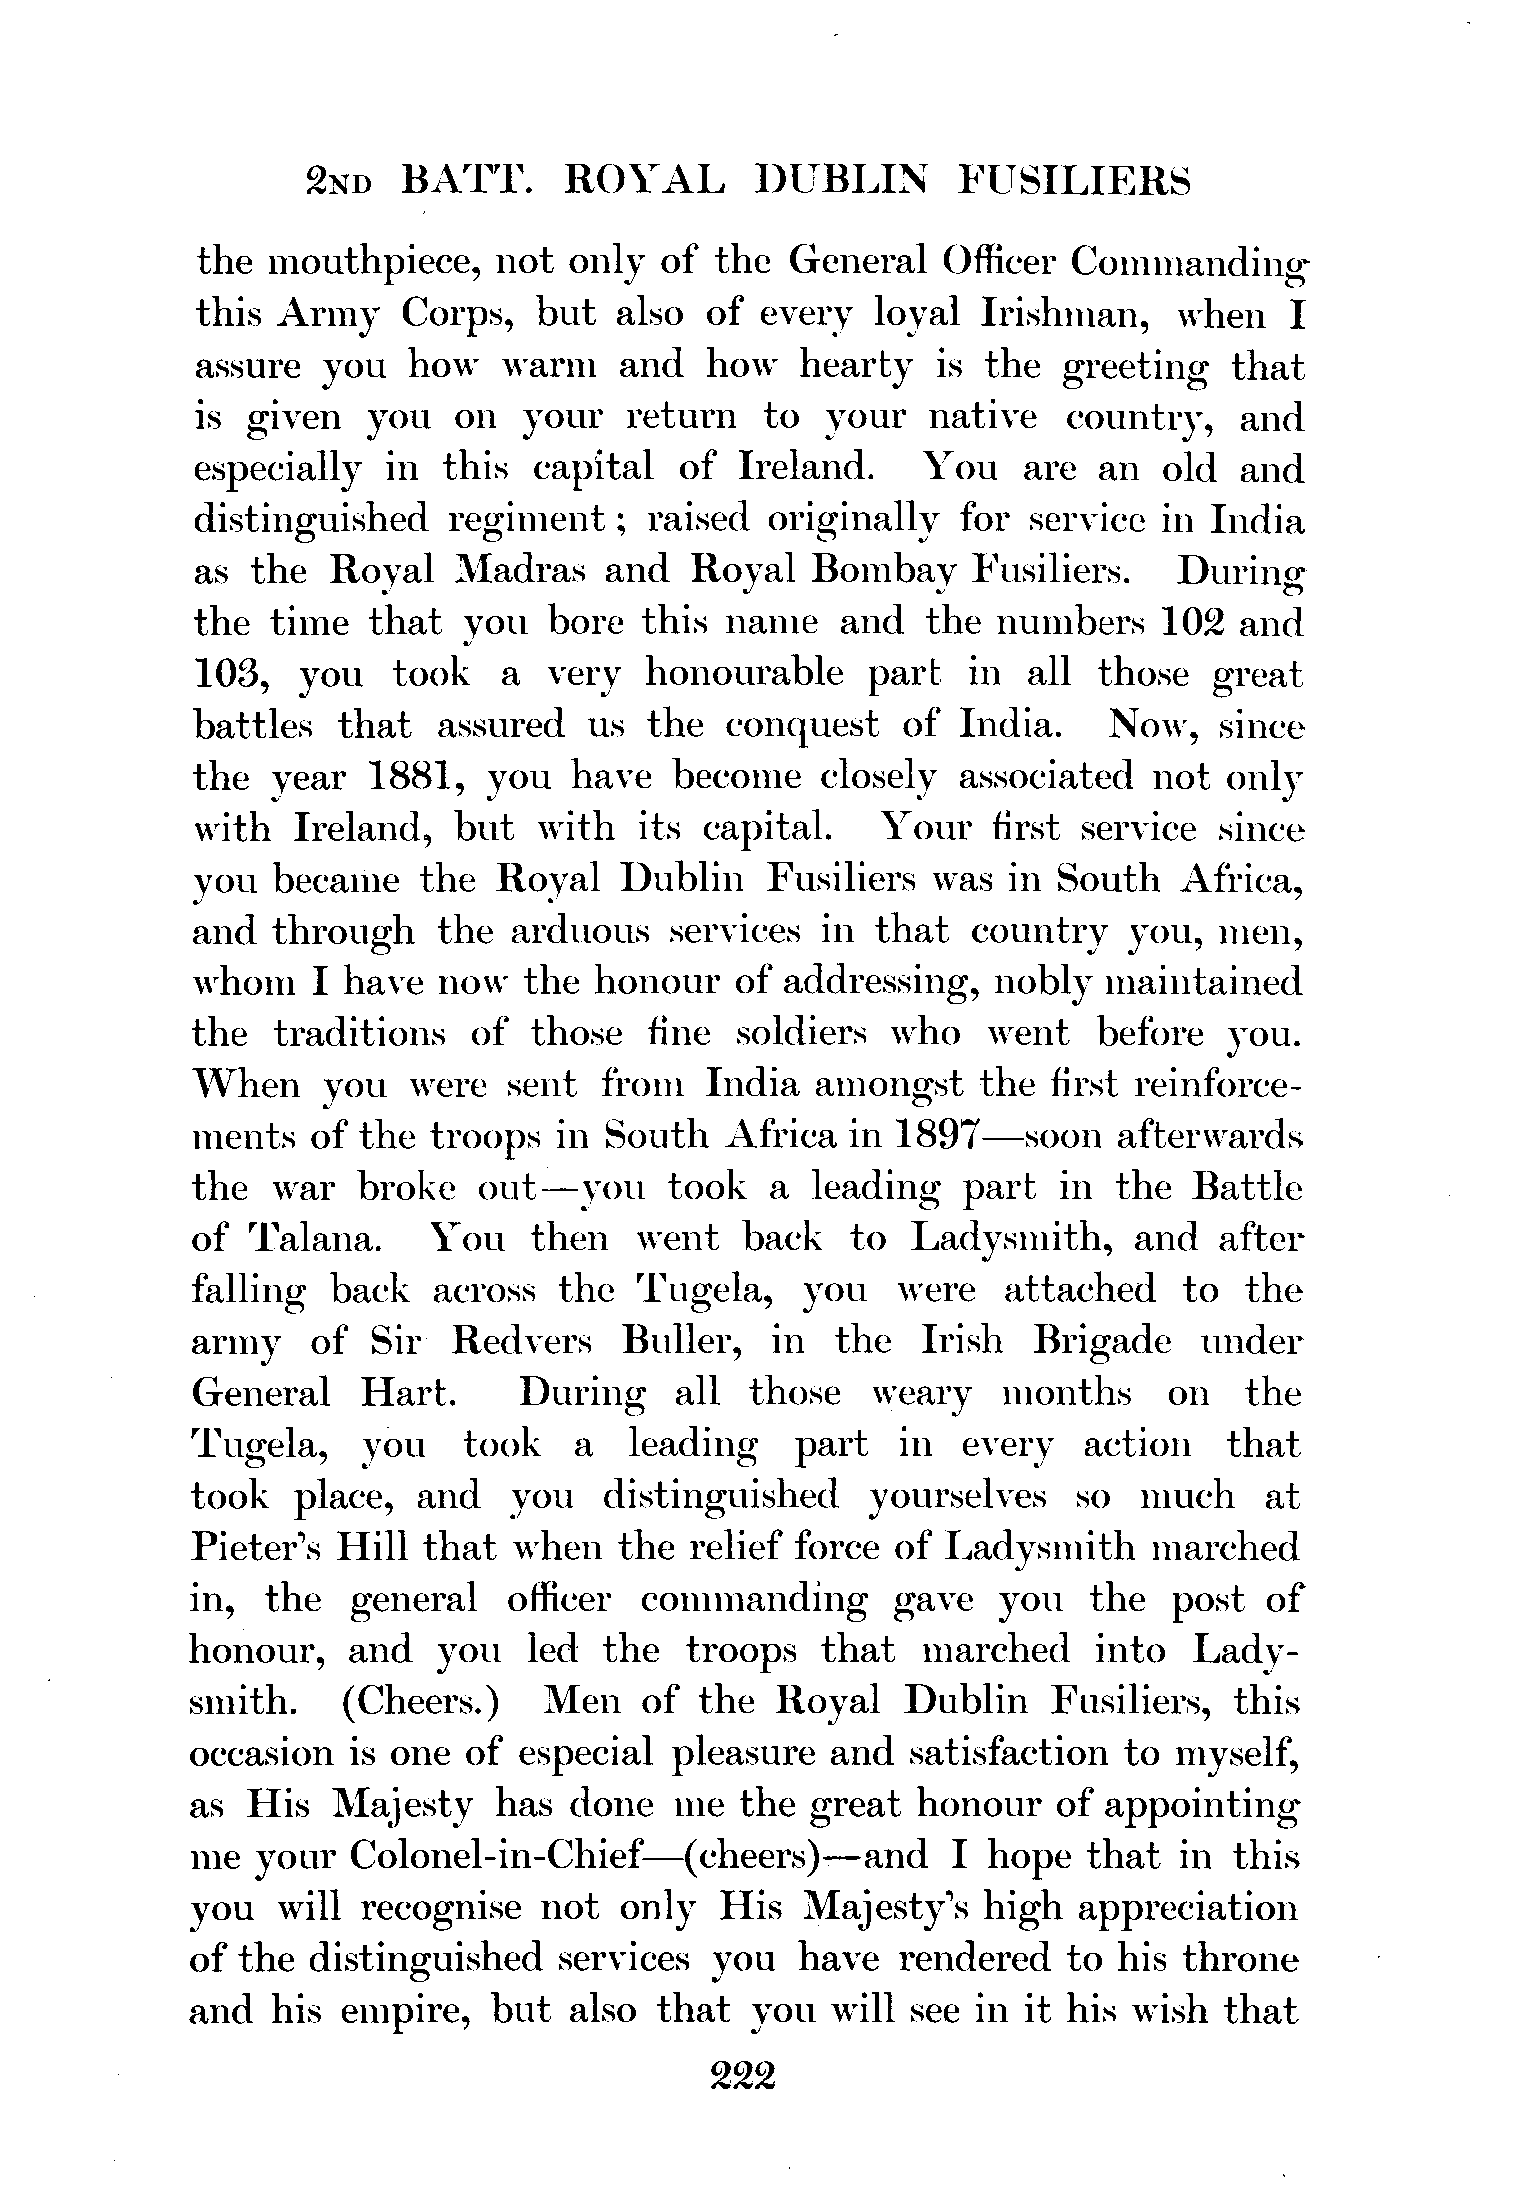 2ND BATT. ROYAL DUBLIN FUSILIERS
the mouthpiece, not only of the General Officer Commanding
this Army Corps, but also of every loyal Irishman, when I
assure you how warm and how hearty is the greeting that
is given you on your return to your native country, and
especially in this capital of Ireland. You are an old and
distinguished regiment; raised originally for service in India
as the Royal Madras and Royal Bombay Fusiliers. During
the time that you bore this name and the numbers 102 and
103, you took a very honourable part in all those great
battles that assured us the conquest of India. Now, since
the year 1881, you have become closely associated not only
with Ireland, but with its capital. Your first service since
you became the Royal Dublin Fusiliers was in South Africa,
and through the arduous services in that country you, men,
whom I have now the honour of addressing, nobly maintained
the traditions of those fine soldiers who went before you.
When you were sent from India amongst the first reinforce-
ments of the troops in South Africa in 1897—soon afterwards
the war broke out—you took a leading part in the Battle
of Talana. You then went back to Ladysmith, and after
falling back across the Tugela, you were attached to the
army of Sir Redvers Buller, in the Irish Brigade under
General Hart. During all those weary months on the
Tugela, you took a leading part in every action that
took place, and you distinguished yourselves so much at
Pieter's Hill that when the relief force of Ladysmith marched
in, the general officer commanding gave you the post of
honour, and you led the troops that marched into Lady-
smith. (Cheers.) Men of the Royal Dublin Fusiliers, this
occasion is one of especial pleasure and satisfaction to myself,
as His Majesty has done me the great honour of appointing
me your Colonel-in-Chief—(cheers)—and I hope that in this
you will recognise not only His Majesty's high appreciation
of the distinguished services you have rendered to his throne
and his empire, but also that you will see in it his wish that
222